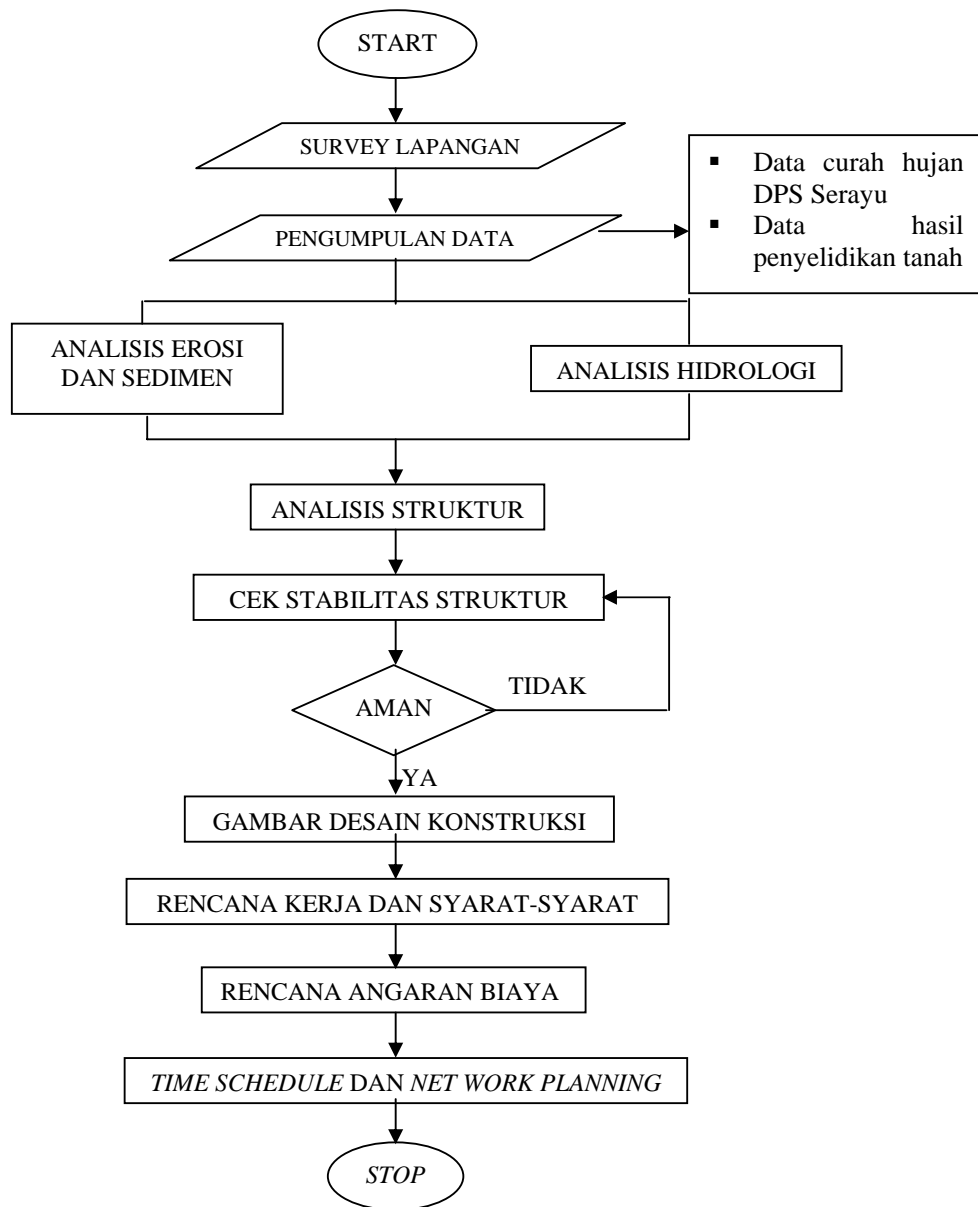 START
SURVEY LAPANGAN
PENGUMPULAN DATA
▪ Data curah hujan
DPS Serayu
▪ Data hasil
penyelidikan tanah
ANALISIS EROSI
DAN SEDIMEN
ANALISIS HIDROLOGI
ANALISIS STRUKTUR
CEK STABILITAS STRUKTUR
AMAN
TIDAK
YA
GAMBAR DESAIN KONSTRUKSI
RENCANA KERJA DAN SYARAT-SYARAT
RENCANA ANGARAN BIAYA
TIME SCHEDULE DAN NET WORK PLANNING
STOP